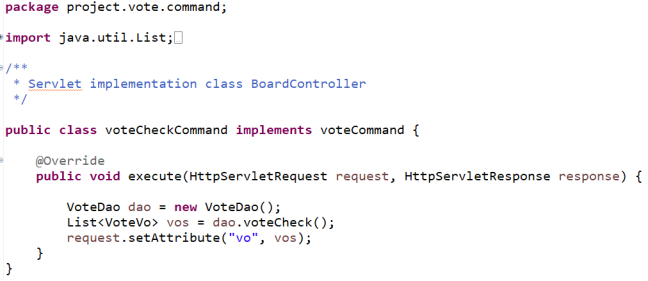 package project.vote.command;
import java.util.List;
/**
 * Servlet implementation class BoardController
 */
public class voteCheckCommand implements voteCommand {
    @Override
    public void execute(HttpServletRequest request, HttpServletResponse response) {
        VoteDao dao = new VoteDao();
        List<VoteVo> vos = dao.voteCheck();
        request.setAttribute("vo", vos);
    }
}